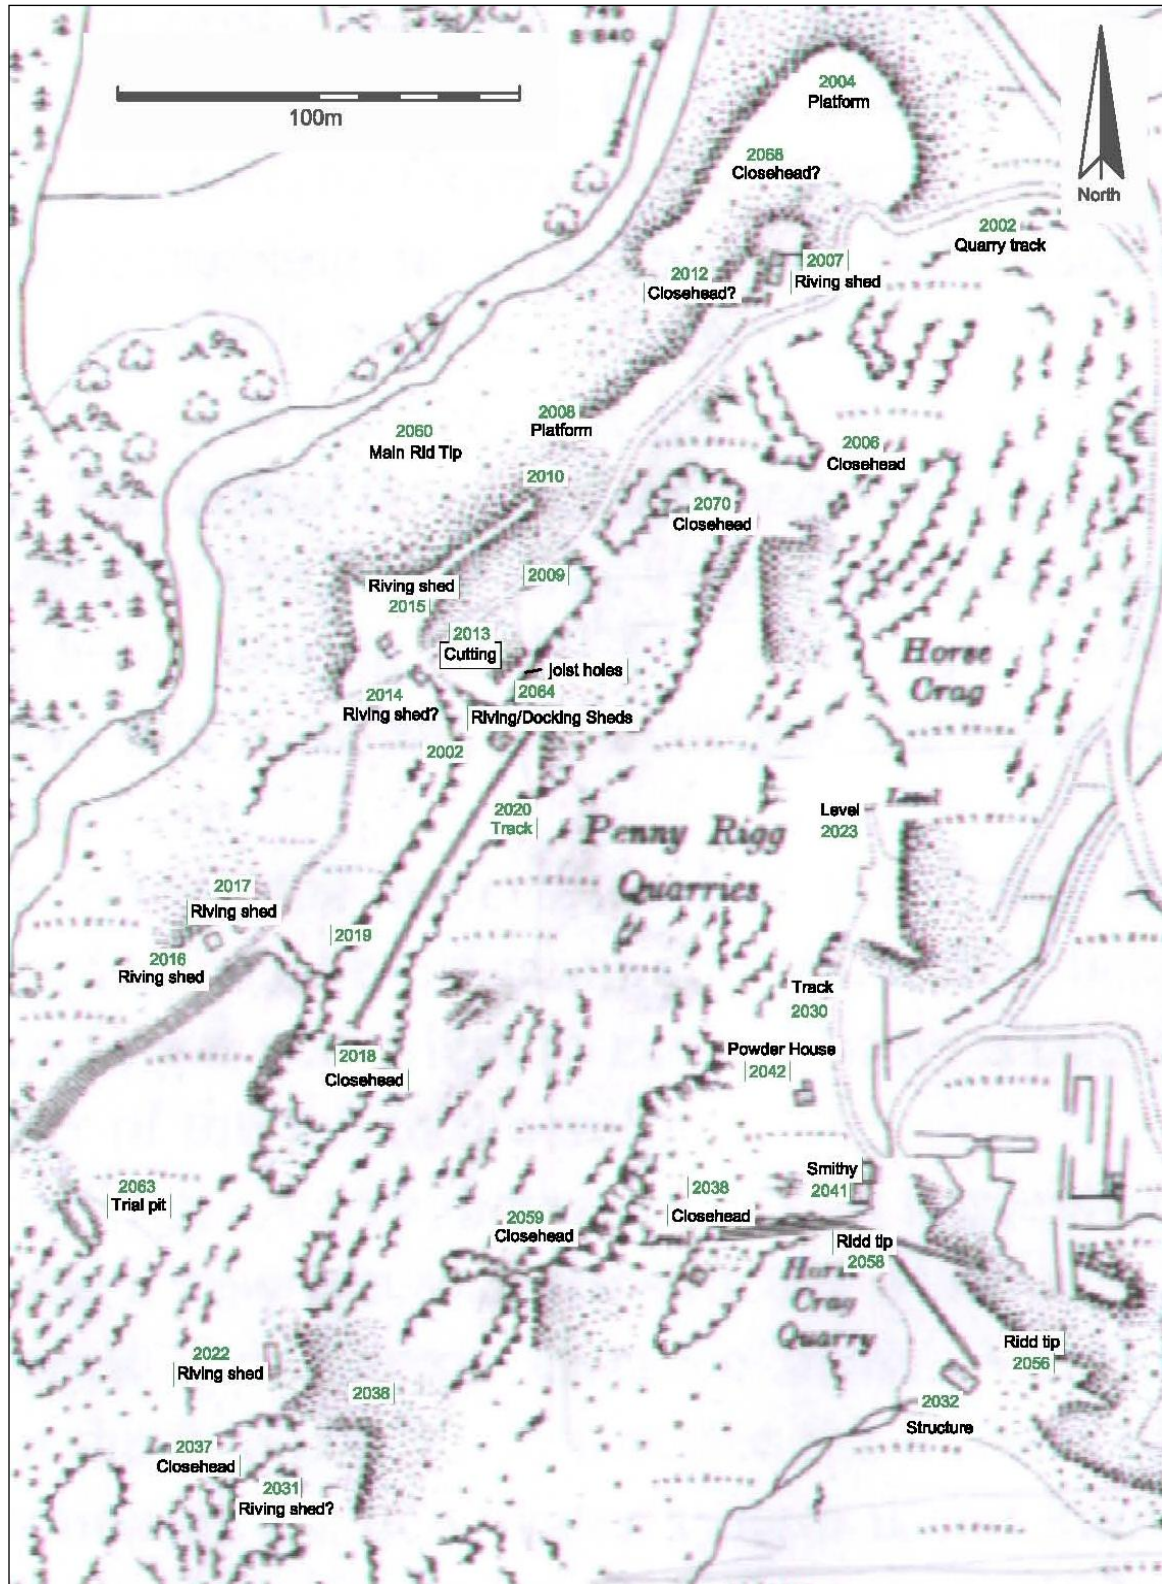 S 840
100m
North
2004
Platform
2068
Closehead?
2002
Quarry track
2012
Closehead?
2007
Riving shed
2008
Platform
2060
Main Rid Tip
2006
Closehead
2010
2070
Closehead
2009
Riving shed
2015
2013
Cutting
joist holes
2064
Riving/Docking Sheds
2014
Riving shed?
2002
Horse
Crag
2020
Track
Level
Level
2023
Penny Rigg
Quarries
2017
Riving shed
2016
Riving shed
2019
Track
2030
2018
Closehead
Powder House
2042
2063
Trial pit
Smithy
2041
2038
Closehead
2059
Closehead
Ridd tip
2058
Crag
Quarry
Ridd tip
2056
2022
Riving shed
2038
2032
Structure
2037
Closehead
2031
Riving shed?